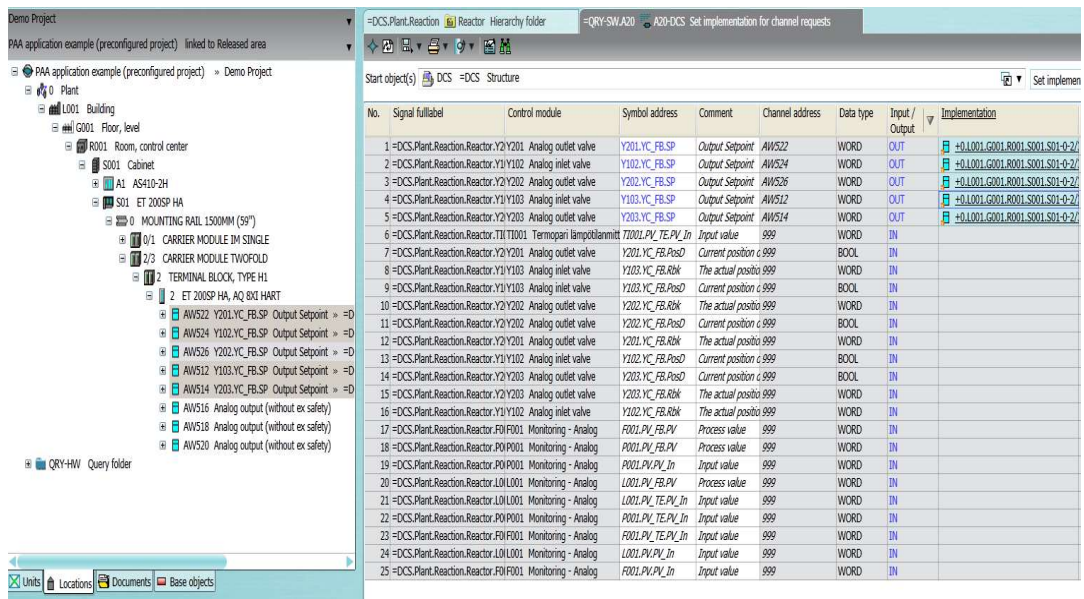 Demo Project
PAA application example (preconfigured project) linked to Released area
PAA application example (preconfigured project) » Demo Project
0 Plant
L001 Building
G001 Floor, level
R001 Room, control center
S001 Cabinet
A1 AS410-2H
S01 ET 200SP HA
0 MOUNTING RAIL 1500MM (59")
0/1 CARRIER MODULE IM SINGLE
2/3 CARRIER MODULE TWOFOLD
2 TERMINAL BLOCK, TYPE H1
2 ET 200SP HA, AQ 8XI HART
AW522 Y201.YC_FB.SP Output Setpoint » =D
AW524 Y102.YC_FB.SP Output Setpoint » =D
AW526 Y202.YC_FB.SP Output Setpoint » =D
AW512 Y103.YC_FB.SP Output Setpoint » =D
AW514 Y203.YC_FB.SP Output Setpoint » =D
AW516 Analog output (without ex safety)
AW518 Analog output (without ex safety)
AW520 Analog output (without ex safety)
QRY-HW Query folder
Units Locations Documents Base objects
=DCS.Plant.Reaction Reactor Hierarchy folder =QRY-SW.A20 A20-DCS Set implementation for channel requests
Start object(s) DCS =DCS Structure Set implemen
No. Signal fulllabel Control module Symbol address Comment Channel address Data type Input / Output Implementation
1 =DCS.Plant.Reaction.Reactor.Y2 Y201 Analog outlet valve Y201.YC_FB.SP Output Setpoint AW522 WORD OUT +0.L001.G001.R001.S001.S01-0-2/
2 =DCS.Plant.Reaction.Reactor.Y1 Y102 Analog inlet valve Y102.YC_FB.SP Output Setpoint AW524 WORD OUT +0.L001.G001.R001.S001.S01-0-2/
3 =DCS.Plant.Reaction.Reactor.Y2 Y202 Analog outlet valve Y202.YC_FB.SP Output Setpoint AW526 WORD OUT +0.L001.G001.R001.S001.S01-0-2/
4 =DCS.Plant.Reaction.Reactor.Y1 Y103 Analog inlet valve Y103.YC_FB.SP Output Setpoint AW512 WORD OUT +0.L001.G001.R001.S001.S01-0-2/
5 =DCS.Plant.Reaction.Reactor.Y2 Y203 Analog outlet valve Y203.YC_FB.SP Output Setpoint AW514 WORD OUT +0.L001.G001.R001.S001.S01-0-2/
6 =DCS.Plant.Reaction.Reactor.TI TI001 Termopari lämpötilanmitt TI001.PV_TE.PV_In Input value 999 WORD IN
7 =DCS.Plant.Reaction.Reactor.Y2 Y201 Analog outlet valve Y201.YC_FB.PosD Current position 999 BOOL IN
8 =DCS.Plant.Reaction.Reactor.Y1 Y103 Analog inlet valve Y103.YC_FB.Rbk The actual positio 999 WORD IN
9 =DCS.Plant.Reaction.Reactor.Y1 Y103 Analog inlet valve Y103.YC_FB.PosD Current position 999 BOOL IN
10 =DCS.Plant.Reaction.Reactor.Y2 Y202 Analog outlet valve Y202.YC_FB.Rbk The actual positio 999 WORD IN
11 =DCS.Plant.Reaction.Reactor.Y2 Y202 Analog outlet valve Y202.YC_FB.PosD Current position 999 BOOL IN
12 =DCS.Plant.Reaction.Reactor.Y2 Y201 Analog outlet valve Y201.YC_FB.Rbk The actual positio 999 WORD IN
13 =DCS.Plant.Reaction.Reactor.Y1 Y102 Analog inlet valve Y102.YC_FB.PosD Current position 999 BOOL IN
14 =DCS.Plant.Reaction.Reactor.Y2 Y203 Analog outlet valve Y203.YC_FB.PosD Current position 999 BOOL IN
15 =DCS.Plant.Reaction.Reactor.Y2 Y203 Analog outlet valve Y203.YC_FB.Rbk The actual positio 999 WORD IN
16 =DCS.Plant.Reaction.Reactor.Y1 Y102 Analog inlet valve Y102.YC_FB.Rbk The actual positio 999 WORD IN
17 =DCS.Plant.Reaction.Reactor.F0 F001 Monitoring - Analog F001.PV_FB.PV Process value 999 WORD IN
18 =DCS.Plant.Reaction.Reactor.P0 P001 Monitoring - Analog P001.PV_FB.PV Process value 999 WORD IN
19 =DCS.Plant.Reaction.Reactor.P0 P001 Monitoring - Analog P001.PV.PV_In Input value 999 WORD IN
20 =DCS.Plant.Reaction.Reactor.L0 L001 Monitoring - Analog L001.PV_FB.PV Process value 999 WORD IN
21 =DCS.Plant.Reaction.Reactor.L0 L001 Monitoring - Analog L001.PV_TE.PV_In Input value 999 WORD IN
22 =DCS.Plant.Reaction.Reactor.P0 P001 Monitoring - Analog P001.PV_TE.PV_In Input value 999 WORD IN
23 =DCS.Plant.Reaction.Reactor.F0 F001 Monitoring - Analog F001.PV_TE.PV_In Input value 999 WORD IN
24 =DCS.Plant.Reaction.Reactor.L0 L001 Monitoring - Analog L001.PV.PV_In Input value 999 WORD IN
25 =DCS.Plant.Reaction.Reactor.F0 F001 Monitoring - Analog F001.PV.PV_In Input value 999 WORD IN